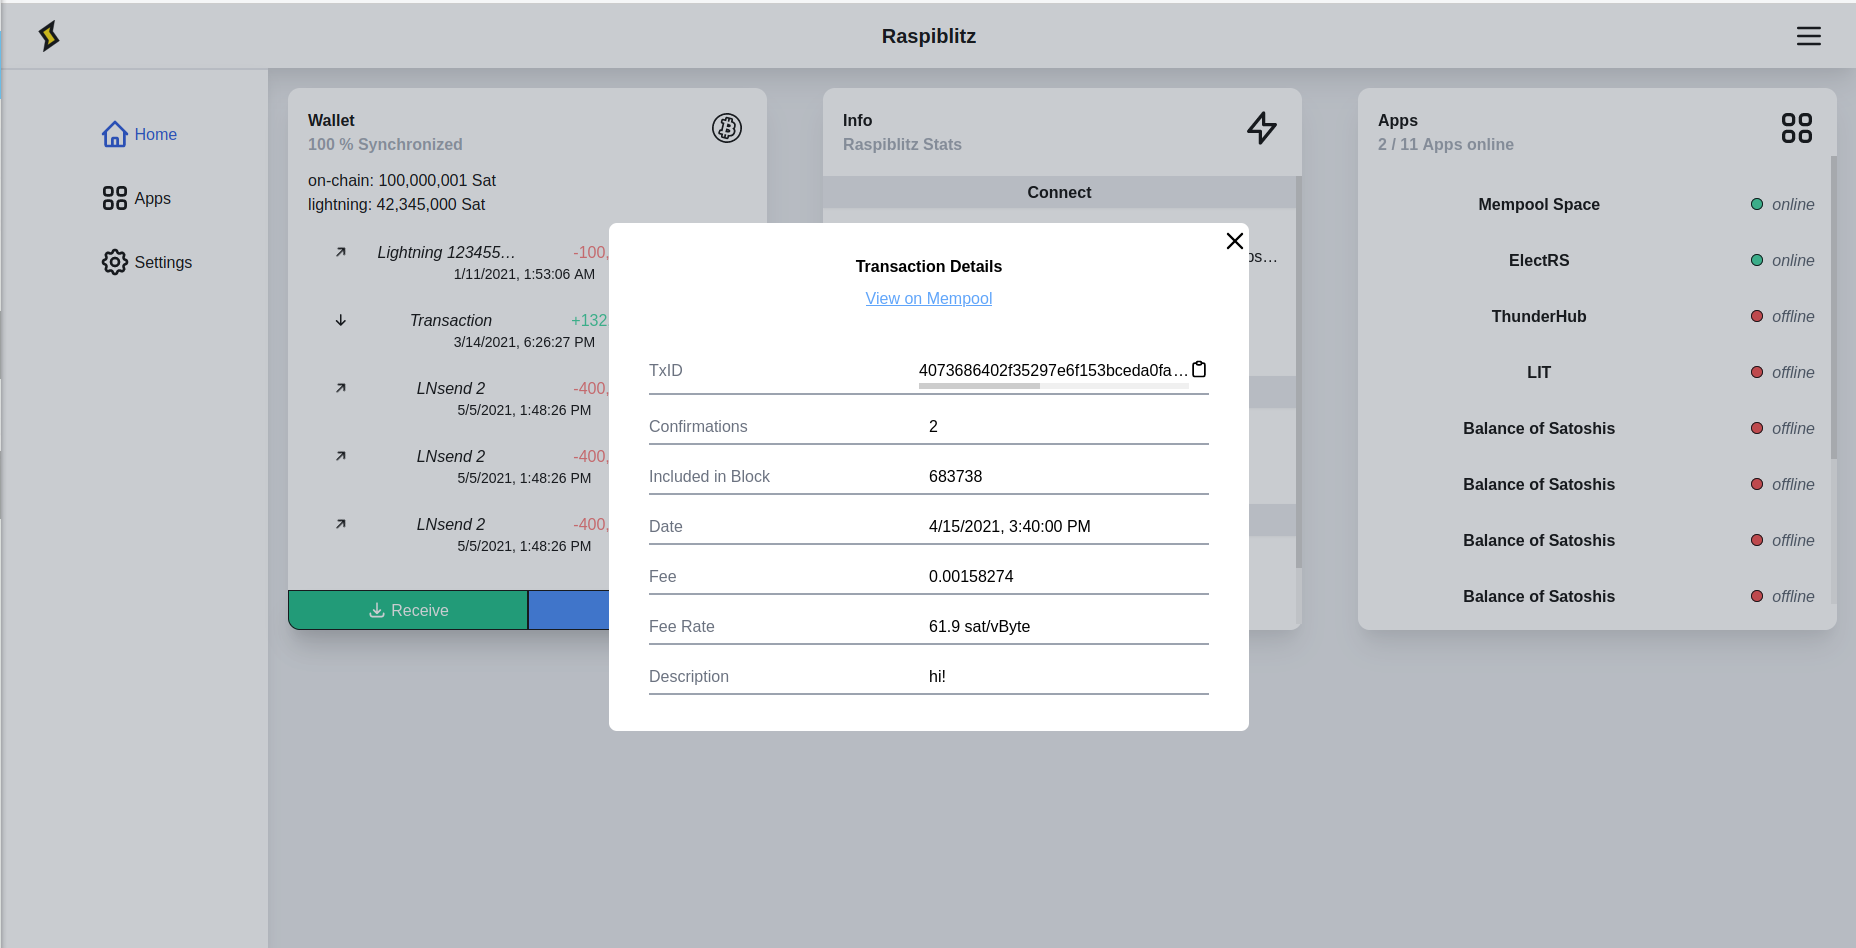 Raspiblitz
Home
Apps
Settings
Wallet
100 % Synchronized
on-chain: 100,000,001 Sat
lightning: 42,345,000 Sat
Lightning 123455… -100,
1/11/2021, 1:53:06 AM
Transaction +132
3/14/2021, 6:26:27 PM
LNsend 2 -400,
5/5/2021, 1:48:26 PM
LNsend 2 -400,
5/5/2021, 1:48:26 PM
LNsend 2 -400,
5/5/2021, 1:48:26 PM
Receive
Info
Raspiblitz Stats
Connect
Transaction Details
View on Mempool
TxID 4073686402f35297e6f153bceda0fa…
Confirmations 2
Included in Block 683738
Date 4/15/2021, 3:40:00 PM
Fee 0.00158274
Fee Rate 61.9 sat/vByte
Description hi!
Apps
2 / 11 Apps online
Mempool Space online
ElectRS online
ThunderHub offline
LIT offline
Balance of Satoshis offline
Balance of Satoshis offline
Balance of Satoshis offline
Balance of Satoshis offline